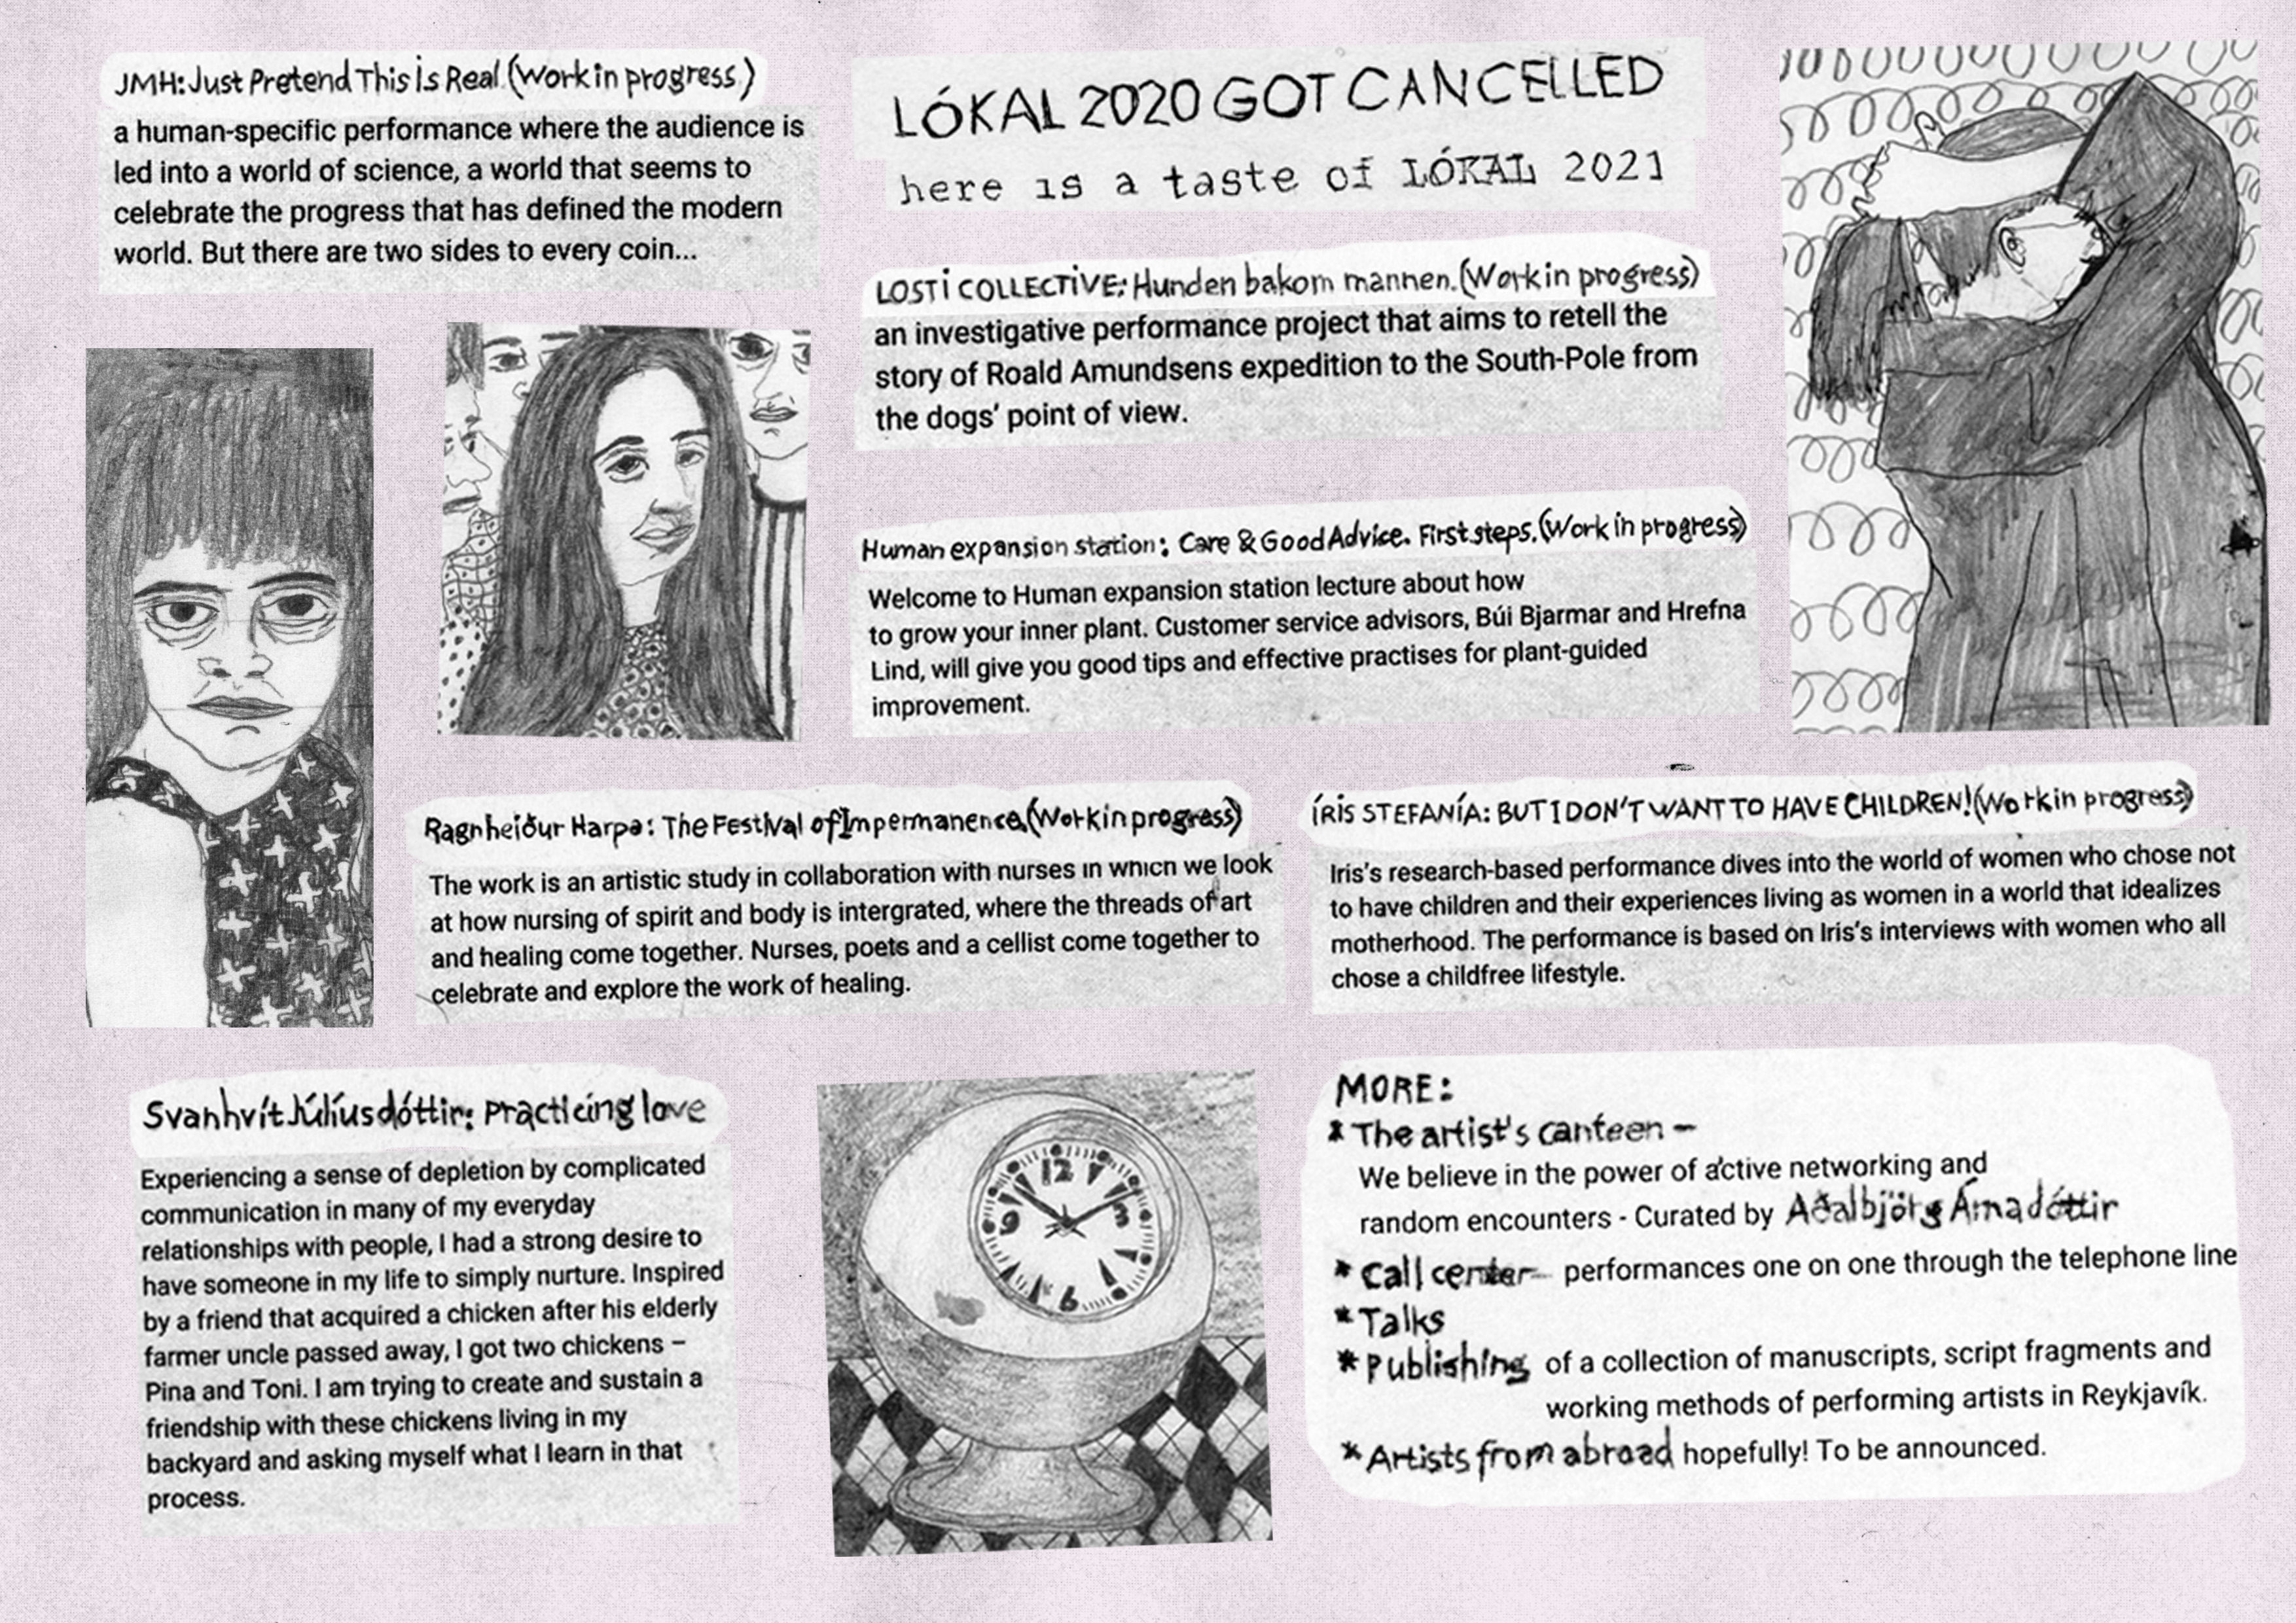 JMH: Just Pretend This is Real (Work in progress)
a human-specific performance where the audience is
led into a world of science, a world that seems to
celebrate the progress that has defined the modern
world. But there are two sides to every coin...
LÓKAL 2020 GOT CANCELLED
here is a taste of LÓKAL 2021
LOSTi COLLECTiVE: Hunden bakom mannen. (Work in progress)
an investigative performance project that aims to retell the
story of Roald Amundsens expedition to the South-Pole from
the dogs' point of view.
Human expansion station: Care & Good Advice. First steps. (Work in progress)
Welcome to Human expansion station lecture about how
to grow your inner plant. Customer service advisors, Búi Bjarmar and Hrefna
Lind, will give you good tips and effective practises for plant-guided
improvement.
Ragnheiður Harpa: The Festival of Impermanence. (Work in progress)
The work is an artistic study in collaboration with nurses in which we look
at how nursing of spirit and body is intergrated, where the threads of art
and healing come together. Nurses, poets and a cellist come together to
celebrate and explore the work of healing.
ÍRiS STEFANÍA: BUT I DON'T WANT TO HAVE CHILDREN! (Work in progress)
Iris's research-based performance dives into the world of women who chose not
to have children and their experiences living as women in a world that idealizes
motherhood. The performance is based on Iris's interviews with women who all
chose a childfree lifestyle.
Svanhvít Júlíusdóttir: Practicing love
Experiencing a sense of depletion by complicated
communication in many of my everyday
relationships with people, I had a strong desire to
have someone in my life to simply nurture. Inspired
by a friend that acquired a chicken after his elderly
farmer uncle passed away, I got two chickens –
Pina and Toni. I am trying to create and sustain a
friendship with these chickens living in my
backyard and asking myself what I learn in that
process.
12
3
6
9
MORE:
* The artist's canteen –
We believe in the power of active networking and
random encounters - Curated by Aðalbjörg Árnadóttir
* Call center – performances one on one through the telephone line
* Talks
* Publishing of a collection of manuscripts, script fragments and
working methods of performing artists in Reykjavík.
* Artists from abroad hopefully! To be announced.